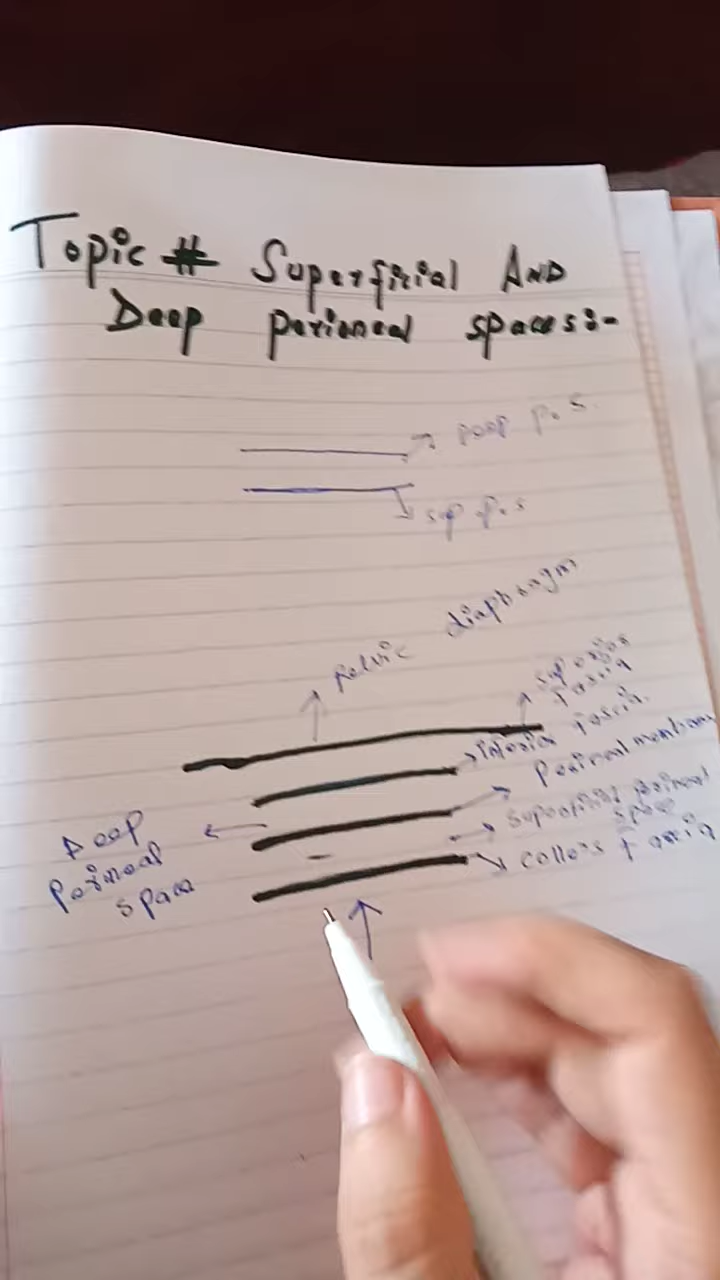 Topic # Superficial AND
Deep perioneal spaces:-
Deep p.s.
sup p.s
pelvic diaphragm
superior
fascia
inferior fascia.
Perineal membrane
superficial perineal
space
colles fascia
Deep
perineal
space